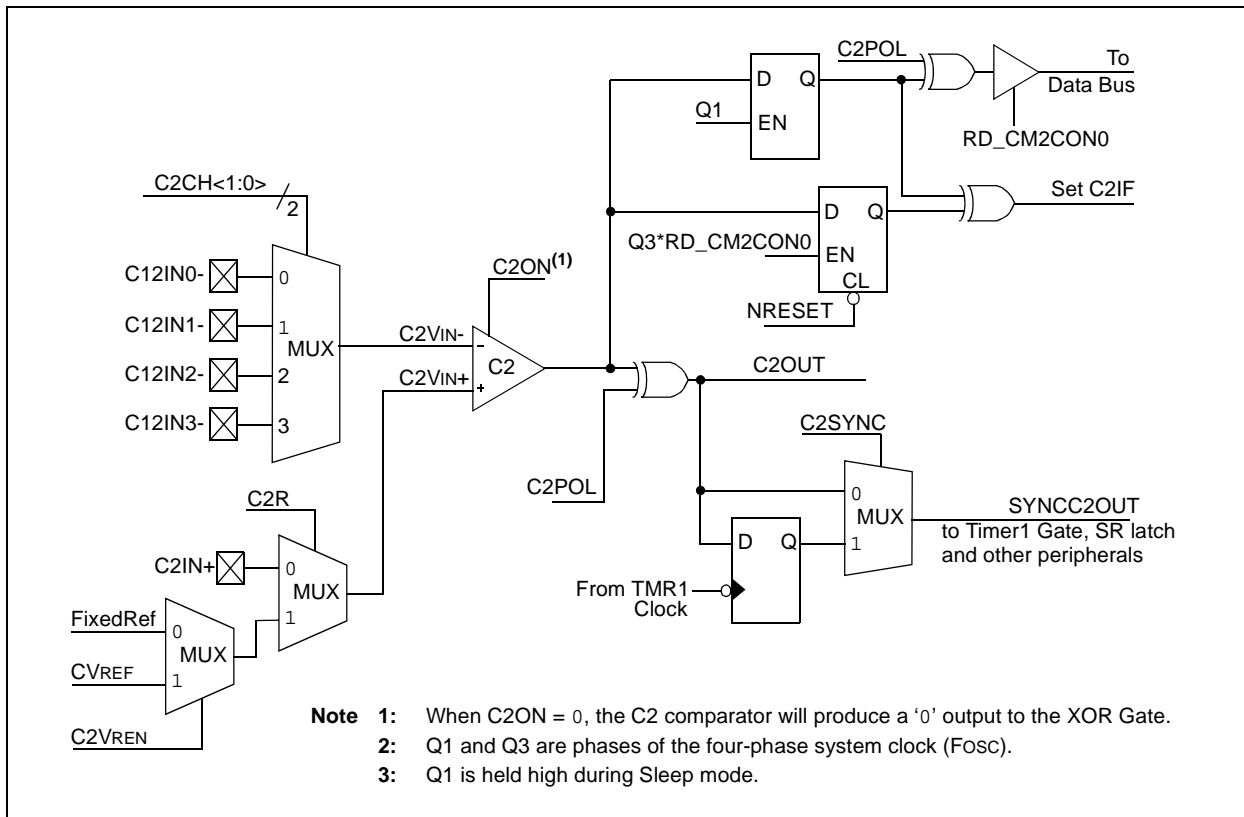 C2POL
To
Data Bus
D Q
Q1
EN
RD_CM2CON0
C2CH<1:0>
2
Set C2IF
D Q
Q3*RD_CM2CON0
EN
CL
NRESET
C12IN0-
0
C2ON(1)
C12IN1-
1
MUX
C2VIN-
-
C2
C12IN2-
2
C2VIN+
+
C2OUT
C12IN3-
3
C2SYNC
C2POL
C2R
0
MUX
SYNCC2OUT
to Timer1 Gate, SR latch
and other peripherals
D Q
1
C2IN+
0
MUX
1
From TMR1
Clock
FixedRef
0
MUX
CVREF
1
C2VREN
Note 1: When C2ON = 0, the C2 comparator will produce a ‘0’ output to the XOR Gate.
2: Q1 and Q3 are phases of the four-phase system clock (FOSC).
3: Q1 is held high during Sleep mode.